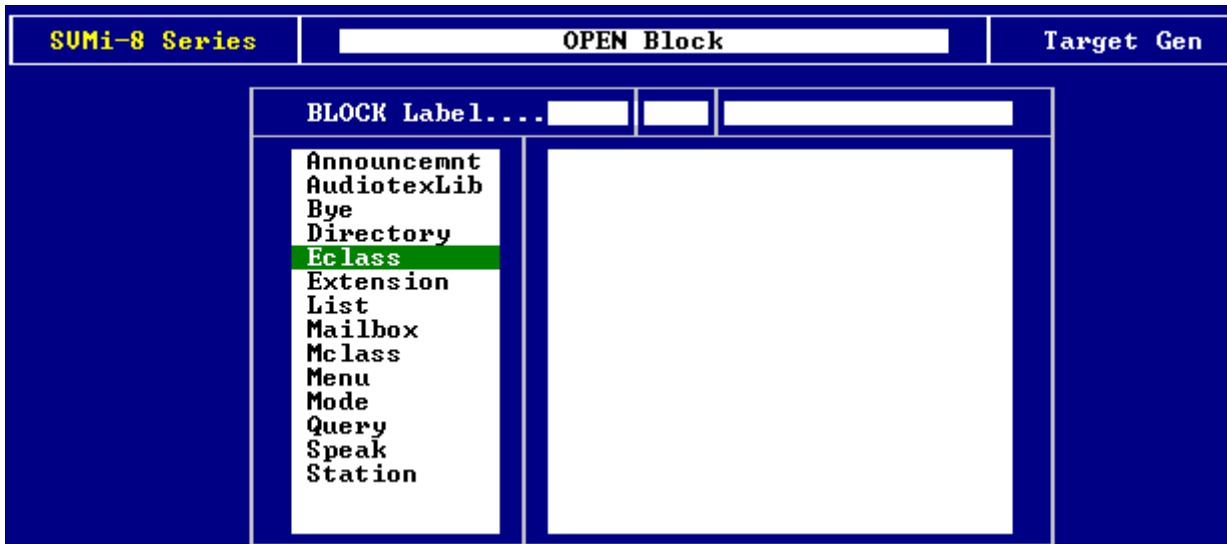 SVMi-8 Series
OPEN Block
Target Gen
BLOCK Label....
Announcemnt
AudiotexLib
Bye
Directory
Eclass
Extension
List
Mailbox
Mclass
Menu
Mode
Query
Speak
Station